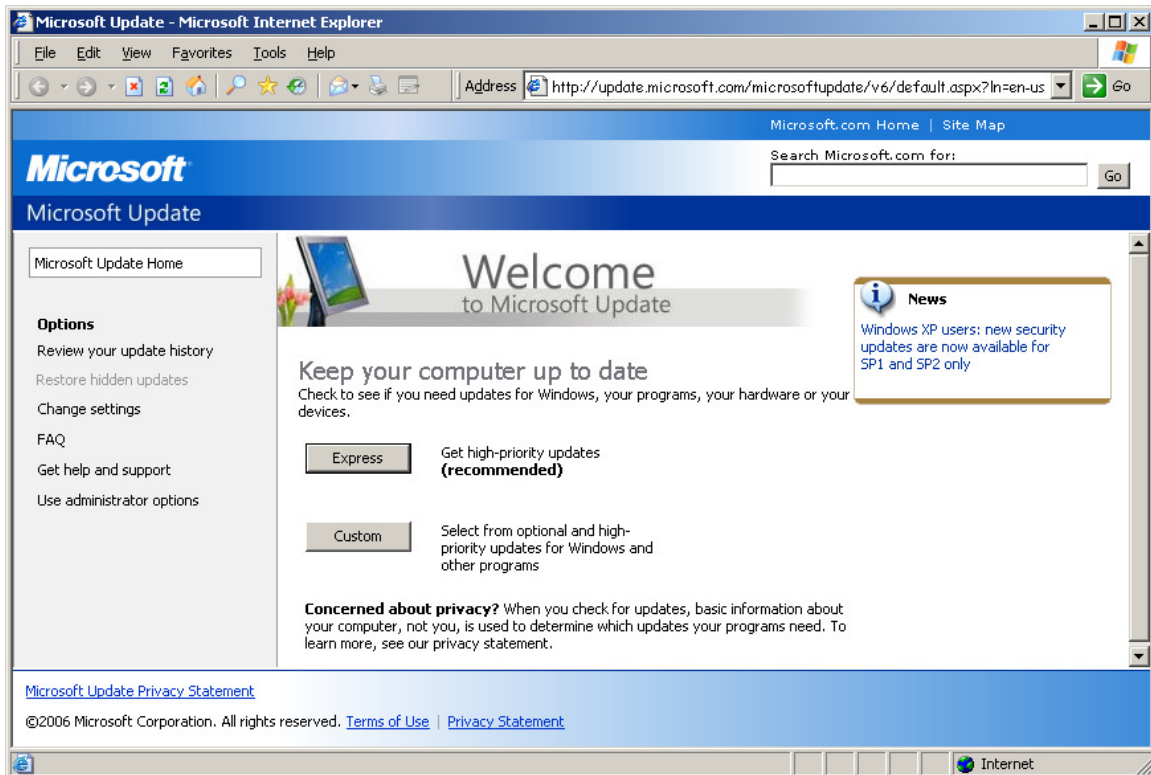 Microsoft Update - Microsoft Internet Explorer
File Edit View Favorites Tools Help
Address http://update.microsoft.com/microsoftupdate/v6/default.aspx?ln=en-us Go
Microsoft.com Home | Site Map
Microsoft
Search Microsoft.com for:
Go
Microsoft Update
Microsoft Update Home
Options
Review your update history
Restore hidden updates
Change settings
FAQ
Get help and support
Use administrator options
Welcome
to Microsoft Update
Keep your computer up to date
Check to see if you need updates for Windows, your programs, your hardware or your
devices.
Express
Get high-priority updates
(recommended)
Custom
Select from optional and high-
priority updates for Windows and
other programs
Concerned about privacy? When you check for updates, basic information about
your computer, not you, is used to determine which updates your programs need. To
learn more, see our privacy statement.
News
Windows XP users: new security
updates are now available for
SP1 and SP2 only
Microsoft Update Privacy Statement
©2006 Microsoft Corporation. All rights reserved. Terms of Use | Privacy Statement
Internet